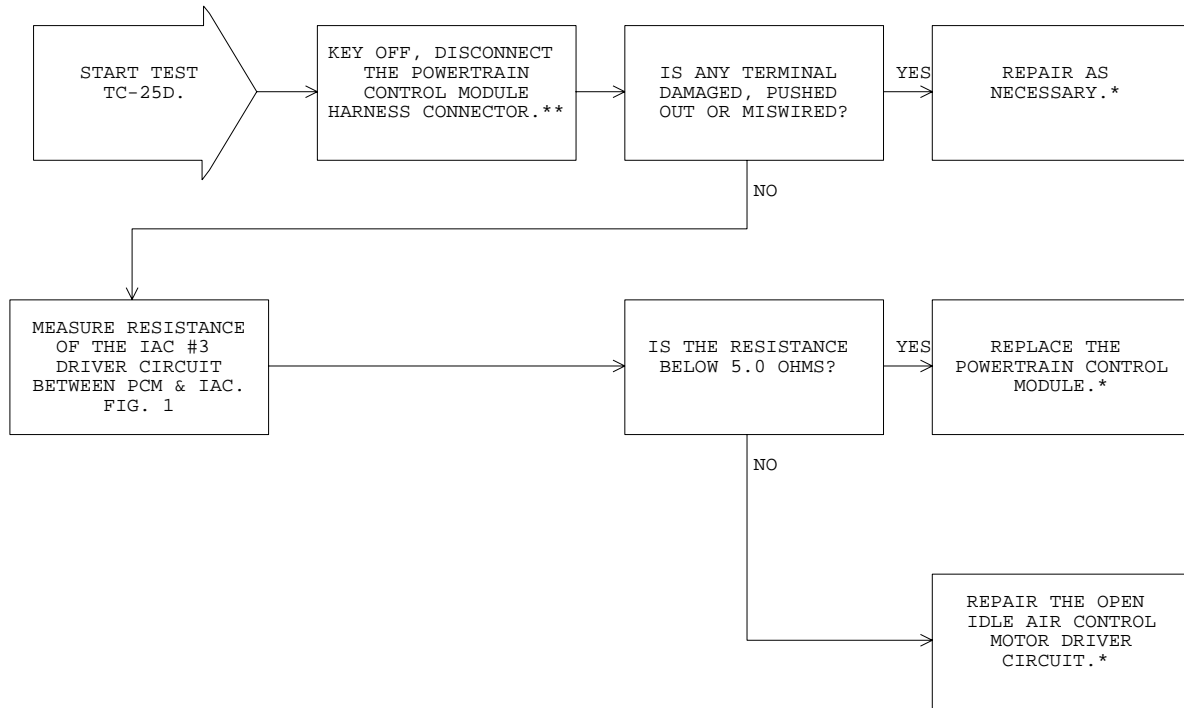 START TEST
TC-25D.
KEY OFF, DISCONNECT
THE POWERTRAIN
CONTROL MODULE
HARNESS CONNECTOR.**
IS ANY TERMINAL
DAMAGED, PUSHED
OUT OR MISWIRED?
YES
REPAIR AS
NECESSARY.*
NO
MEASURE RESISTANCE
OF THE IAC #3
DRIVER CIRCUIT
BETWEEN PCM & IAC.
FIG. 1
IS THE RESISTANCE
BELOW 5.0 OHMS?
YES
REPLACE THE
POWERTRAIN CONTROL
MODULE.*
NO
REPAIR THE OPEN
IDLE AIR CONTROL
MOTOR DRIVER
CIRCUIT.*